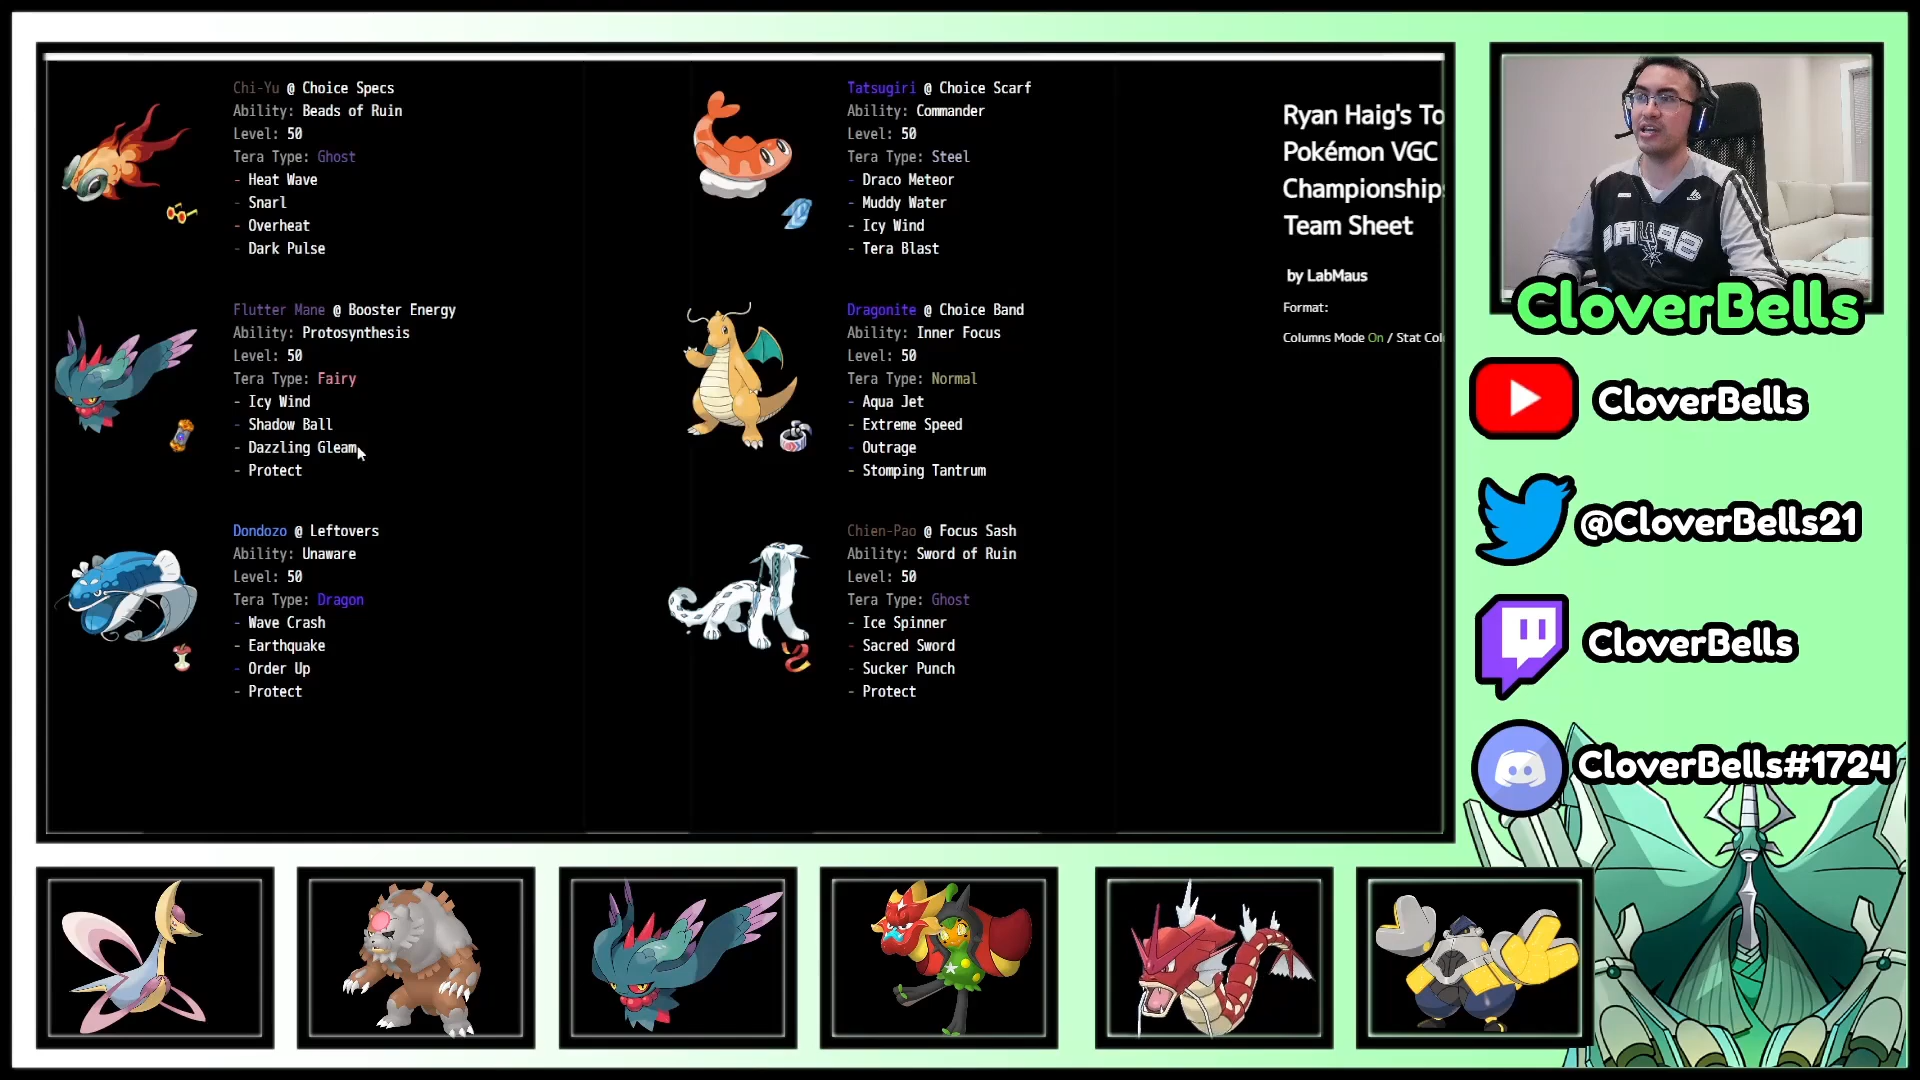 Chi-Yu @ Choice Specs
Ability: Beads of Ruin
Level: 50
Tera Type: Ghost
- Heat Wave
- Snarl
- Overheat
- Dark Pulse
Tatsugiri @ Choice Scarf
Ability: Commander
Level: 50
Tera Type: Steel
- Draco Meteor
- Muddy Water
- Icy Wind
- Tera Blast
Flutter Mane @ Booster Energy
Ability: Protosynthesis
Level: 50
Tera Type: Fairy
- Icy Wind
- Shadow Ball
- Dazzling Gleam
- Protect
Dragonite @ Choice Band
Ability: Inner Focus
Level: 50
Tera Type: Normal
- Aqua Jet
- Extreme Speed
- Outrage
- Stomping Tantrum
Dondozo @ Leftovers
Ability: Unaware
Level: 50
Tera Type: Dragon
- Wave Crash
- Earthquake
- Order Up
- Protect
Chien-Pao @ Focus Sash
Ability: Sword of Ruin
Level: 50
Tera Type: Ghost
- Ice Spinner
- Sacred Sword
- Sucker Punch
- Protect
Ryan Haig's To
Pokémon VGC
Championship
Team Sheet
by LabMaus
Format:
Columns Mode On / Stat Col
CloverBells
CloverBells
@CloverBells21
CloverBells
CloverBells#1724